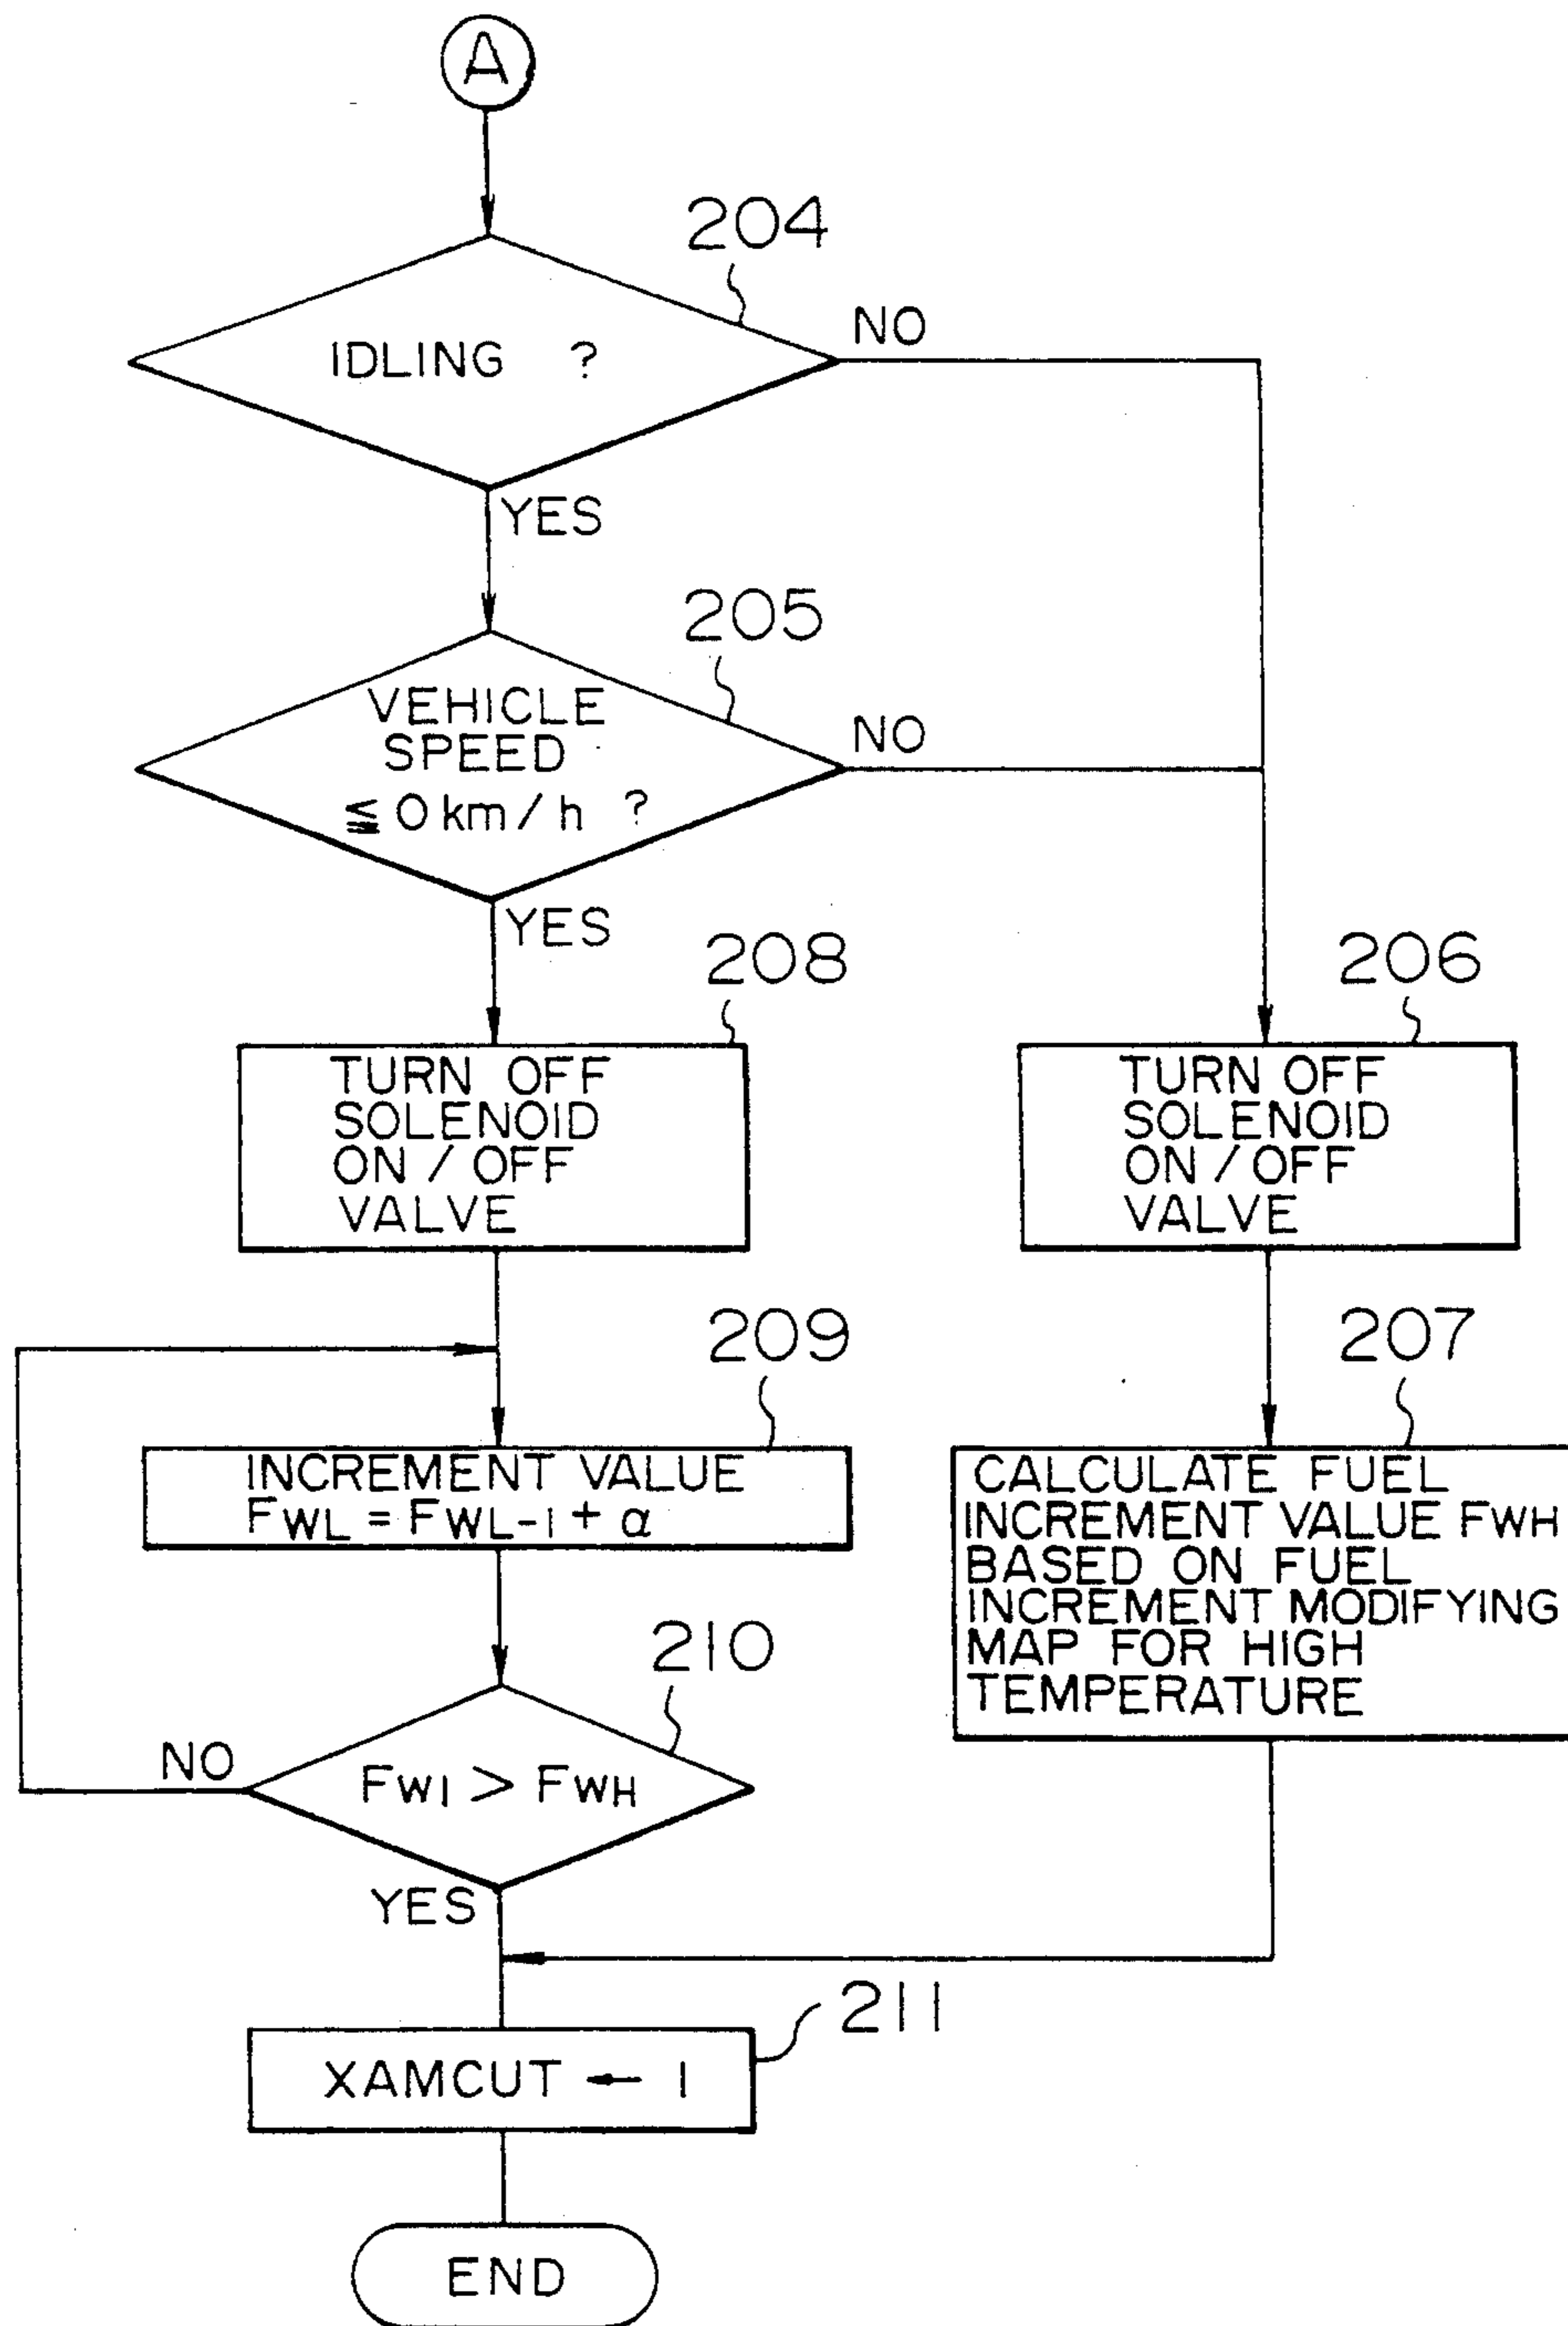 A
204
IDLING ?
NO
YES
205
VEHICLE
SPEED
≦ 0 km/h ?
NO
YES
208
TURN OFF
SOLENOID
ON/OFF
VALVE
206
TURN OFF
SOLENOID
ON/OFF
VALVE
209
INCREMENT VALUE
FWL = FWL-1 + α
207
CALCULATE FUEL
INCREMENT VALUE FWH
BASED ON FUEL
INCREMENT MODIFYING
MAP FOR HIGH
TEMPERATURE
210
FWI > FWH
NO
YES
211
XAMCUT ← 1
END